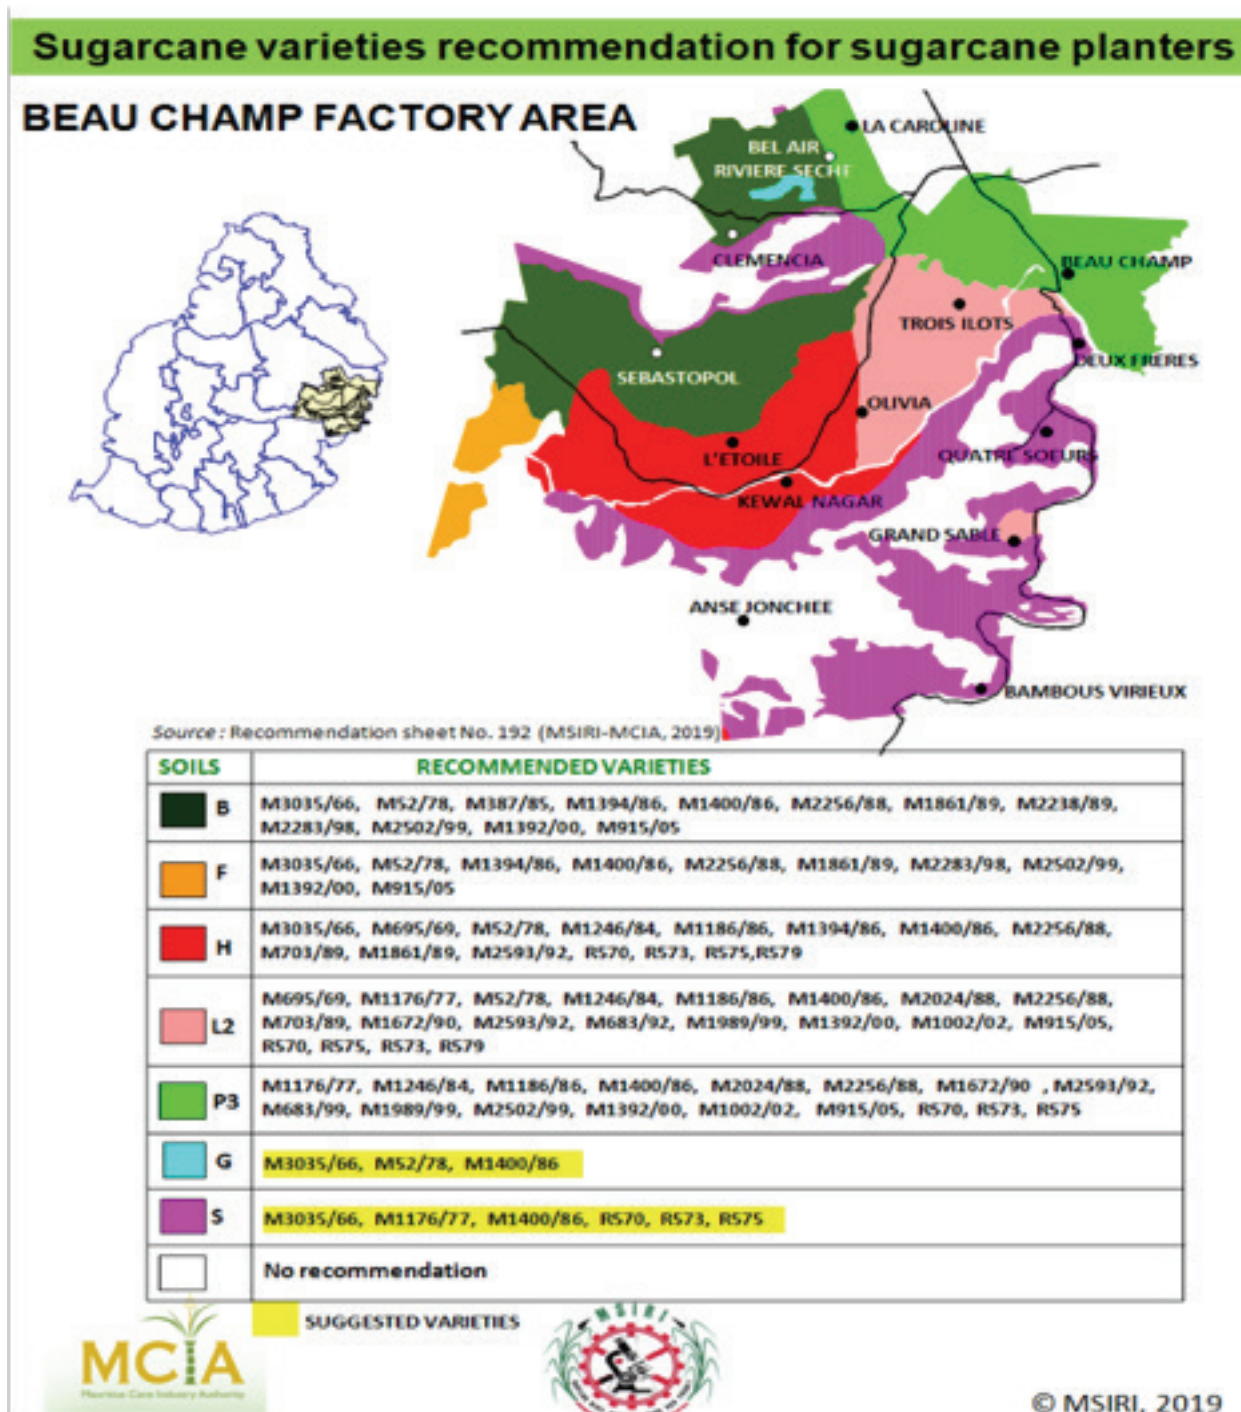 Sugarcane varieties recommendation for sugarcane planters
BEAU CHAMP FACTORY AREA
LA CAROLINE
BEL AIR
RIVIERE SECHE
CLEMENCIA
BEAU CHAMP
TROIS ILOTS
DEUX FRERES
SEBASTOPOL
OLIVIA
L'ETOILE
QUATRE SOEURS
KEWAL NAGAR
GRAND SABLE
ANSE JONCHEE
BAMBOUS VIRIEUX
Source : Recommendation sheet No. 192 (MSIRI-MCIA, 2019)
SOILS RECOMMENDED VARIETIES
B M3035/66, M52/78, M387/85, M1394/86, M1400/86, M2256/88, M1861/89, M2238/89,
M2283/98, M2502/99, M1392/00, M915/05
F M3035/66, M52/78, M1394/86, M1400/86, M2256/88, M1861/89, M2283/98, M2502/99,
M1392/00, M915/05
H M3035/66, M695/69, M52/78, M1246/84, M1186/86, M1394/86, M1400/86, M2256/88,
M703/89, M1861/89, M2593/92, R570, R573, R575,R579
L2 M695/69, M1176/77, M52/78, M1246/84, M1186/86, M1400/86, M2024/88, M2256/88,
M703/89, M1672/90, M2593/92, M683/92, M1989/99, M1392/00, M1002/02, M915/05,
R570, R575, R573, R579
P3 M1176/77, M1246/84, M1186/86, M1400/86, M2024/88, M2256/88, M1672/90 , M2593/92,
M683/99, M1989/99, M2502/99, M1392/00, M1002/02, M915/05, R570, R573, R575
G M3035/66, M52/78, M1400/86
S M3035/66, M1176/77, M1400/86, R570, R573, R575
No recommendation
SUGGESTED VARIETIES
MCIA
Mauritius Cane Industry Authority
MSIRI
© MSIRI, 2019